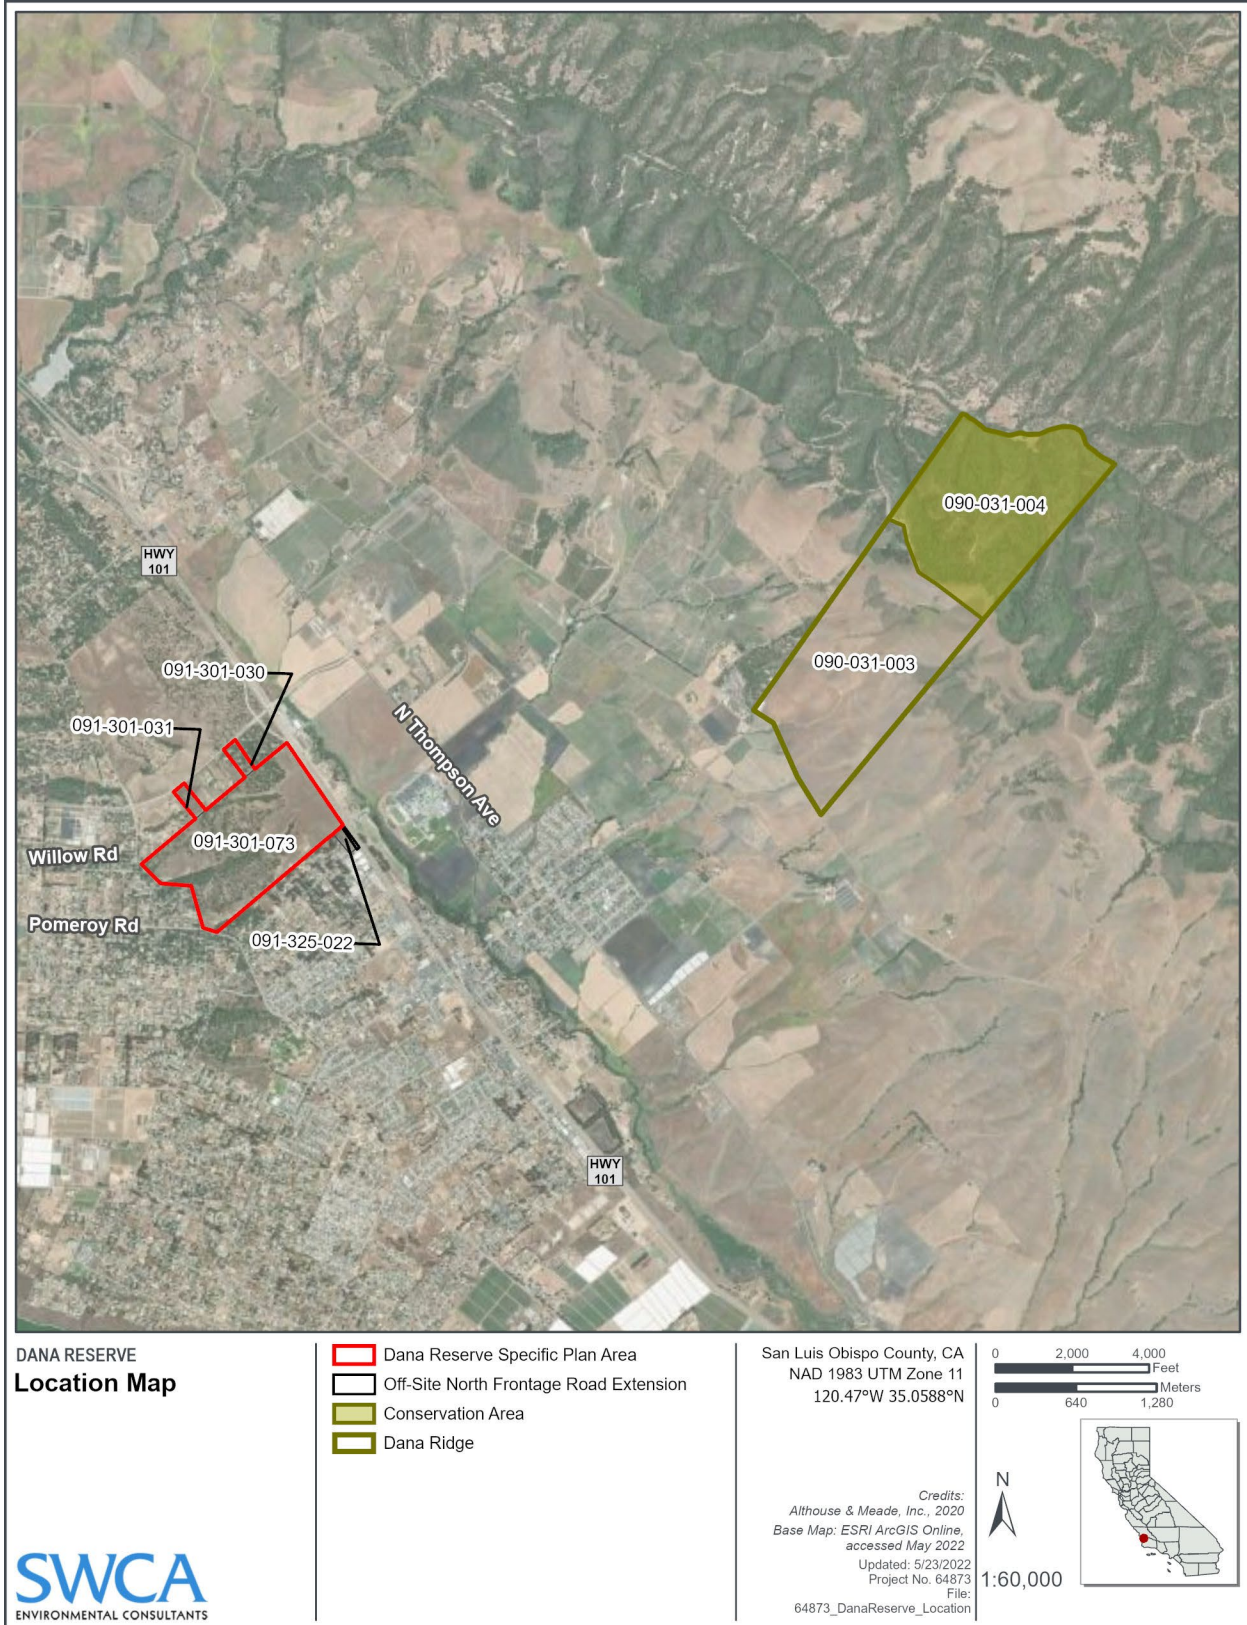 090-031-004
HWY
101
090-031-003
091-301-030
N Thompson Ave
091-301-031
091-301-073
Willow Rd
Pomeroy Rd
091-325-022
HWY
101
DANA RESERVE
Location Map
SWCA
ENVIRONMENTAL CONSULTANTS
Dana Reserve Specific Plan Area
Off-Site North Frontage Road Extension
Conservation Area
Dana Ridge
San Luis Obispo County, CA
NAD 1983 UTM Zone 11
120.47°W 35.0588°N
Credits:
Althouse & Meade, Inc., 2020
Base Map: ESRI ArcGIS Online,
accessed May 2022
Updated: 5/23/2022
Project No. 64873
File:
64873_DanaReserve_Location
0 2,000 4,000
Feet
Meters
0 640 1,280
N
1:60,000